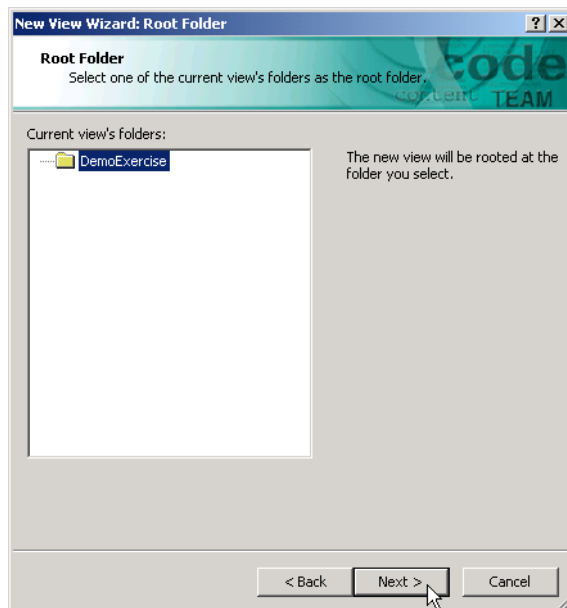 New View Wizard: Root Folder
Root Folder
Select one of the current view's folders as the root folder.
code
content TEAM
Current view's folders:
DemoExercise
The new view will be rooted at the
folder you select.
< Back Next > Cancel